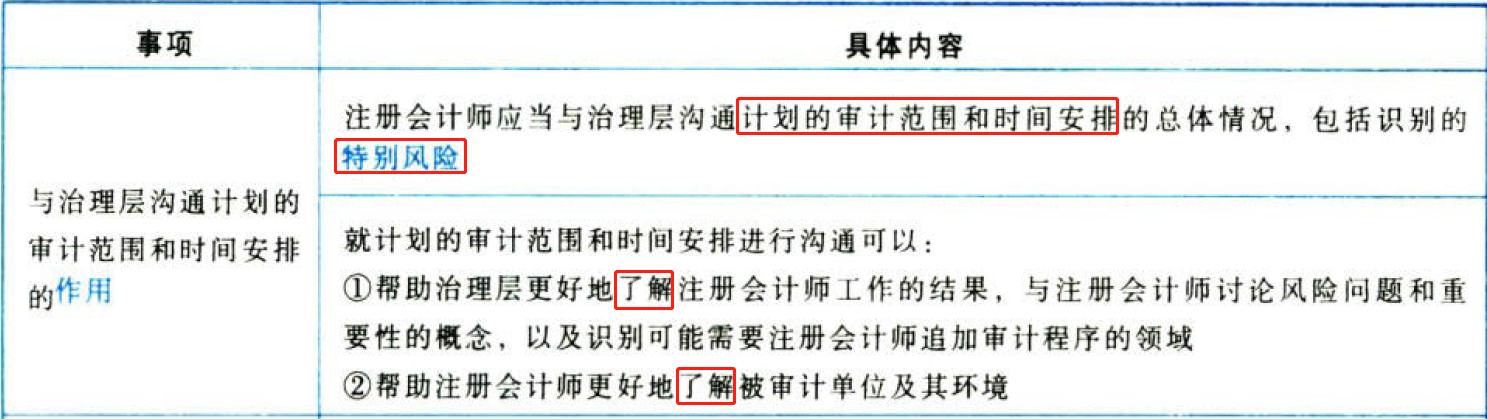 事项
具体内容
与治理层沟通计划的
审计范围和时间安排
的作用
注册会计师应当与治理层沟通计划的审计范围和时间安排的总体情况，包括识别的
特别风险
就计划的审计范围和时间安排进行沟通可以：
①帮助治理层更好地了解注册会计师工作的结果，与注册会计师讨论风险问题和重
要性的概念，以及识别可能需要注册会计师追加审计程序的领域
②帮助注册会计师更好地了解被审计单位及其环境